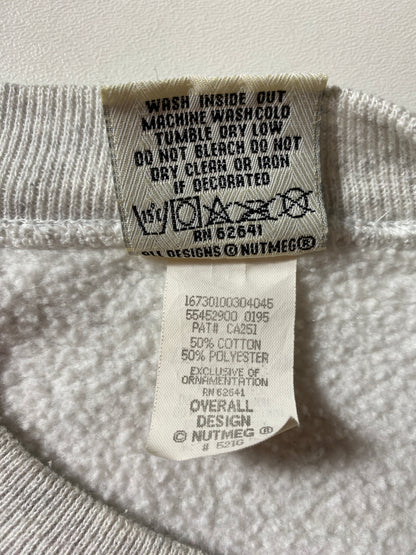 WASH INSIDE OUT
MACHINE WASH COLD
TUMBLE DRY LOW
DO NOT BLEACH DO NOT
DRY CLEAN OR IRON
IF DECORATED
15°C
RN 62641
ALL DESIGNS © NUTMEG ®
16730100304045
55452900 0195
PAT# CA251
50% COTTON
50% POLYESTER
EXCLUSIVE OF
ORNAMENTATION
RN 62641
OVERALL
DESIGN
© NUTMEG ®
# 5216